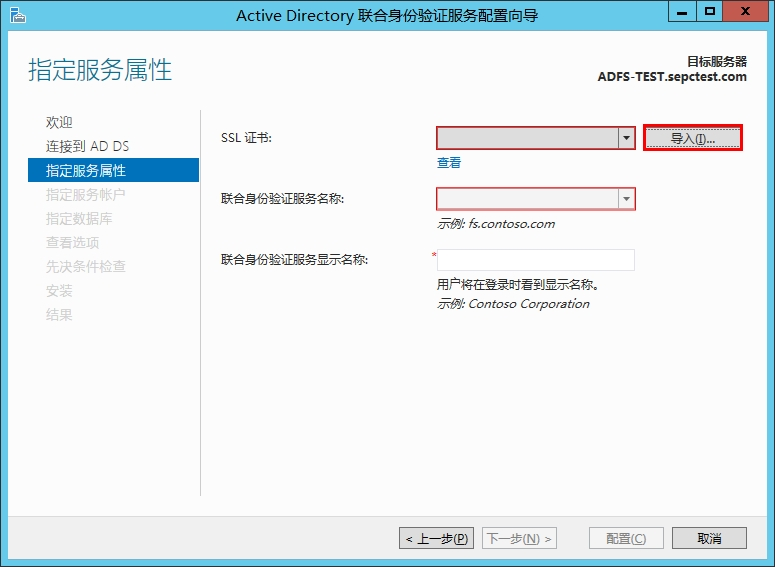 Active Directory 联合身份验证服务配置向导
指定服务属性
目标服务器
ADFS-TEST.sepctest.com
欢迎
连接到 AD DS
指定服务属性
指定服务帐户
指定数据库
查看选项
先决条件检查
安装
结果
SSL 证书:
导入(I)...
查看
联合身份验证服务名称:
示例: fs.contoso.com
联合身份验证服务显示名称:
*
用户将在登录时看到显示名称。
示例: Contoso Corporation
< 上一步(P)
下一步(N) >
配置(C)
取消